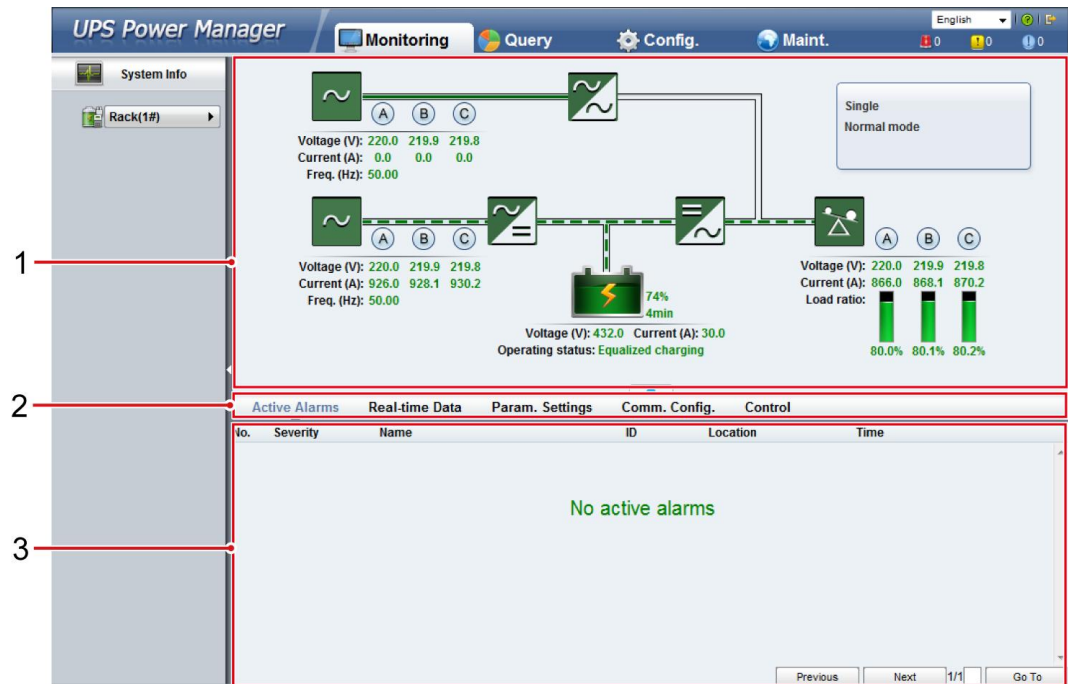 UPS Power Manager
Monitoring Query Config. Maint.
English
0 0 0
System Info
Rack(1#)
A B C
Voltage (V): 220.0 219.9 219.8
Current (A): 0.0 0.0 0.0
Freq. (Hz): 50.00
Single
Normal mode
A B C
Voltage (V): 220.0 219.9 219.8
Current (A): 926.0 928.1 930.2
Freq. (Hz): 50.00
74%
4min
Voltage (V): 432.0 Current (A): 30.0
Operating status: Equalized charging
A B C
Voltage (V): 220.0 219.9 219.8
Current (A): 866.0 868.1 870.2
Load ratio:
80.0% 80.1% 80.2%
1
2
Active Alarms Real-time Data Param. Settings Comm. Config. Control
No. Severity Name ID Location Time
No active alarms
3
Previous Next 1/1 Go To